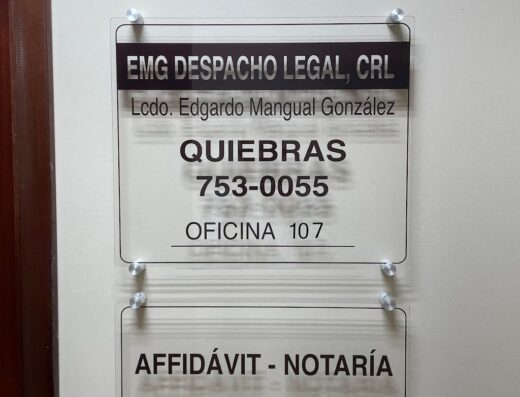 EMG DESPACHO LEGAL, CRL
Lcdo. Edgardo Mangual González
QUIEBRAS
753-0055
OFICINA 107
AFFIDÁVIT - NOTARÍA